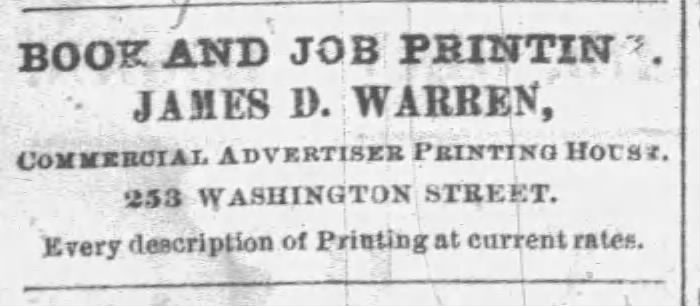 BOOK AND JOB PRINTING.
JAMES D. WARREN,
COMMERCIAL ADVERTISER PRINTING HOUSE.
253 WASHINGTON STREET.
Every description of Printing at current rates.